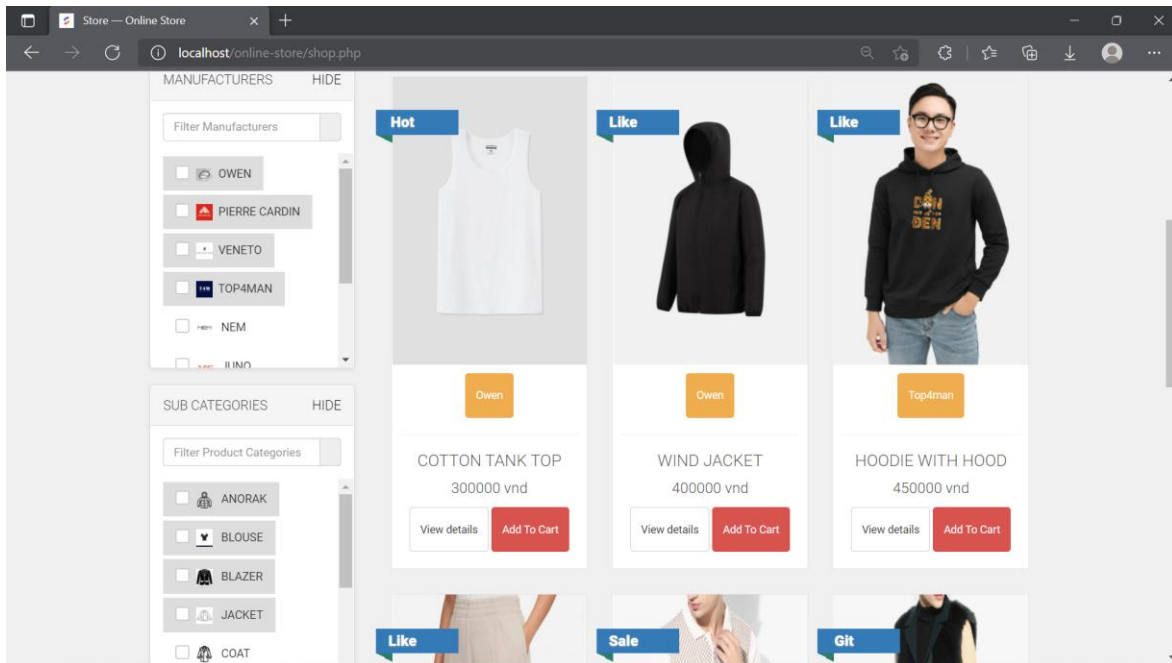 Store — Online Store
localhost/online-store/shop.php
MANUFACTURERS HIDE
Filter Manufacturers
OWEN
PIERRE CARDIN
VENETO
TOP4MAN
NEM
JUNO
SUB CATEGORIES HIDE
Filter Product Categories
ANORAK
BLOUSE
BLAZER
JACKET
COAT
Hot
Owen
COTTON TANK TOP
300000 vnd
View details Add To Cart
Like
Owen
WIND JACKET
400000 vnd
View details Add To Cart
Like
ĐEN
Top4man
HOODIE WITH HOOD
450000 vnd
View details Add To Cart
Like
Sale
Git